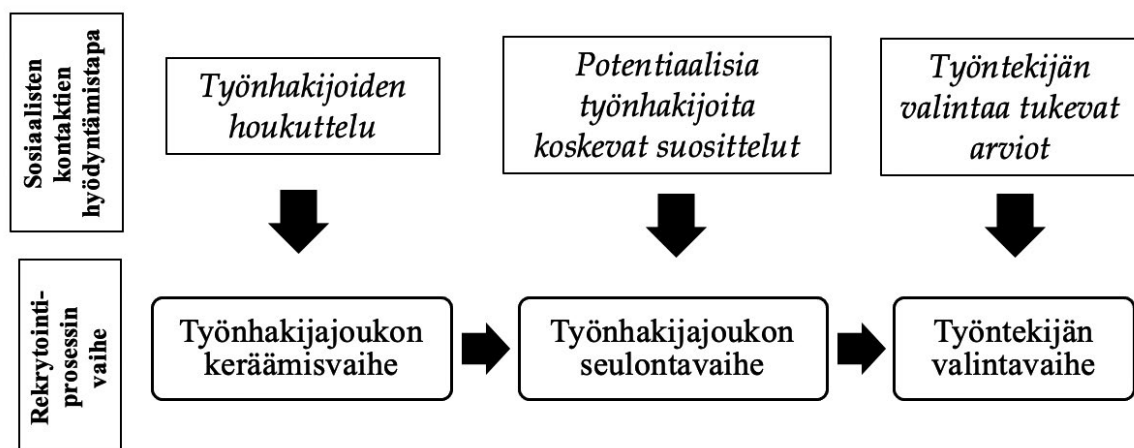 Sosiaalisten
kontaktien
hyödyntämistapa
Työnhakijoiden
houkuttelu
Potentiaalisia
työnhakijoita
koskevat suosittelut
Työntekijän
valintaa tukevat
arviot
Rekrytointi-
prosessin
vaihe
Työnhakijajoukon
keräämisvaihe
Työnhakijajoukon
seulontavaihe
Työntekijän
valintavaihe